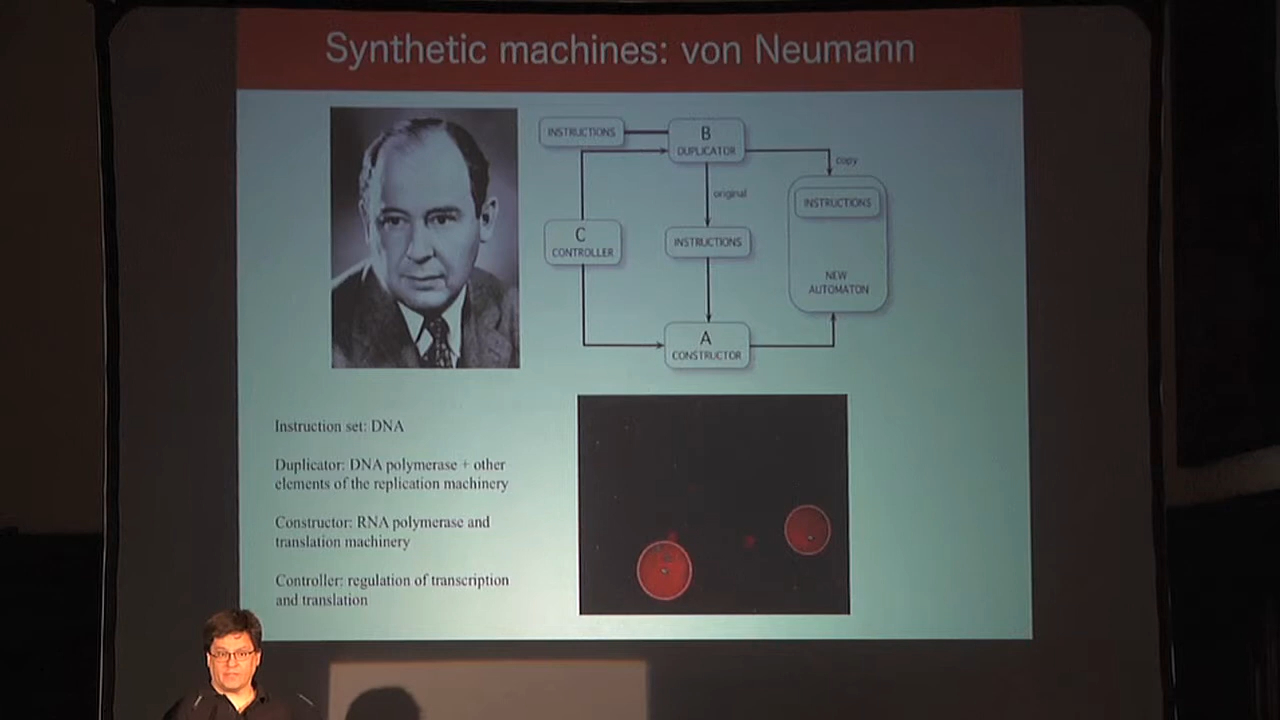 Synthetic machines: von Neumann
INSTRUCTIONS
B
DUPLICATOR
copy
original
INSTRUCTIONS
C
CONTROLLER
INSTRUCTIONS
NEW
AUTOMATON
A
CONSTRUCTOR
Instruction set: DNA
Duplicator: DNA polymerase + other
elements of the replication machinery
Constructor: RNA polymerase and
translation machinery
Controller: regulation of transcription
and translation